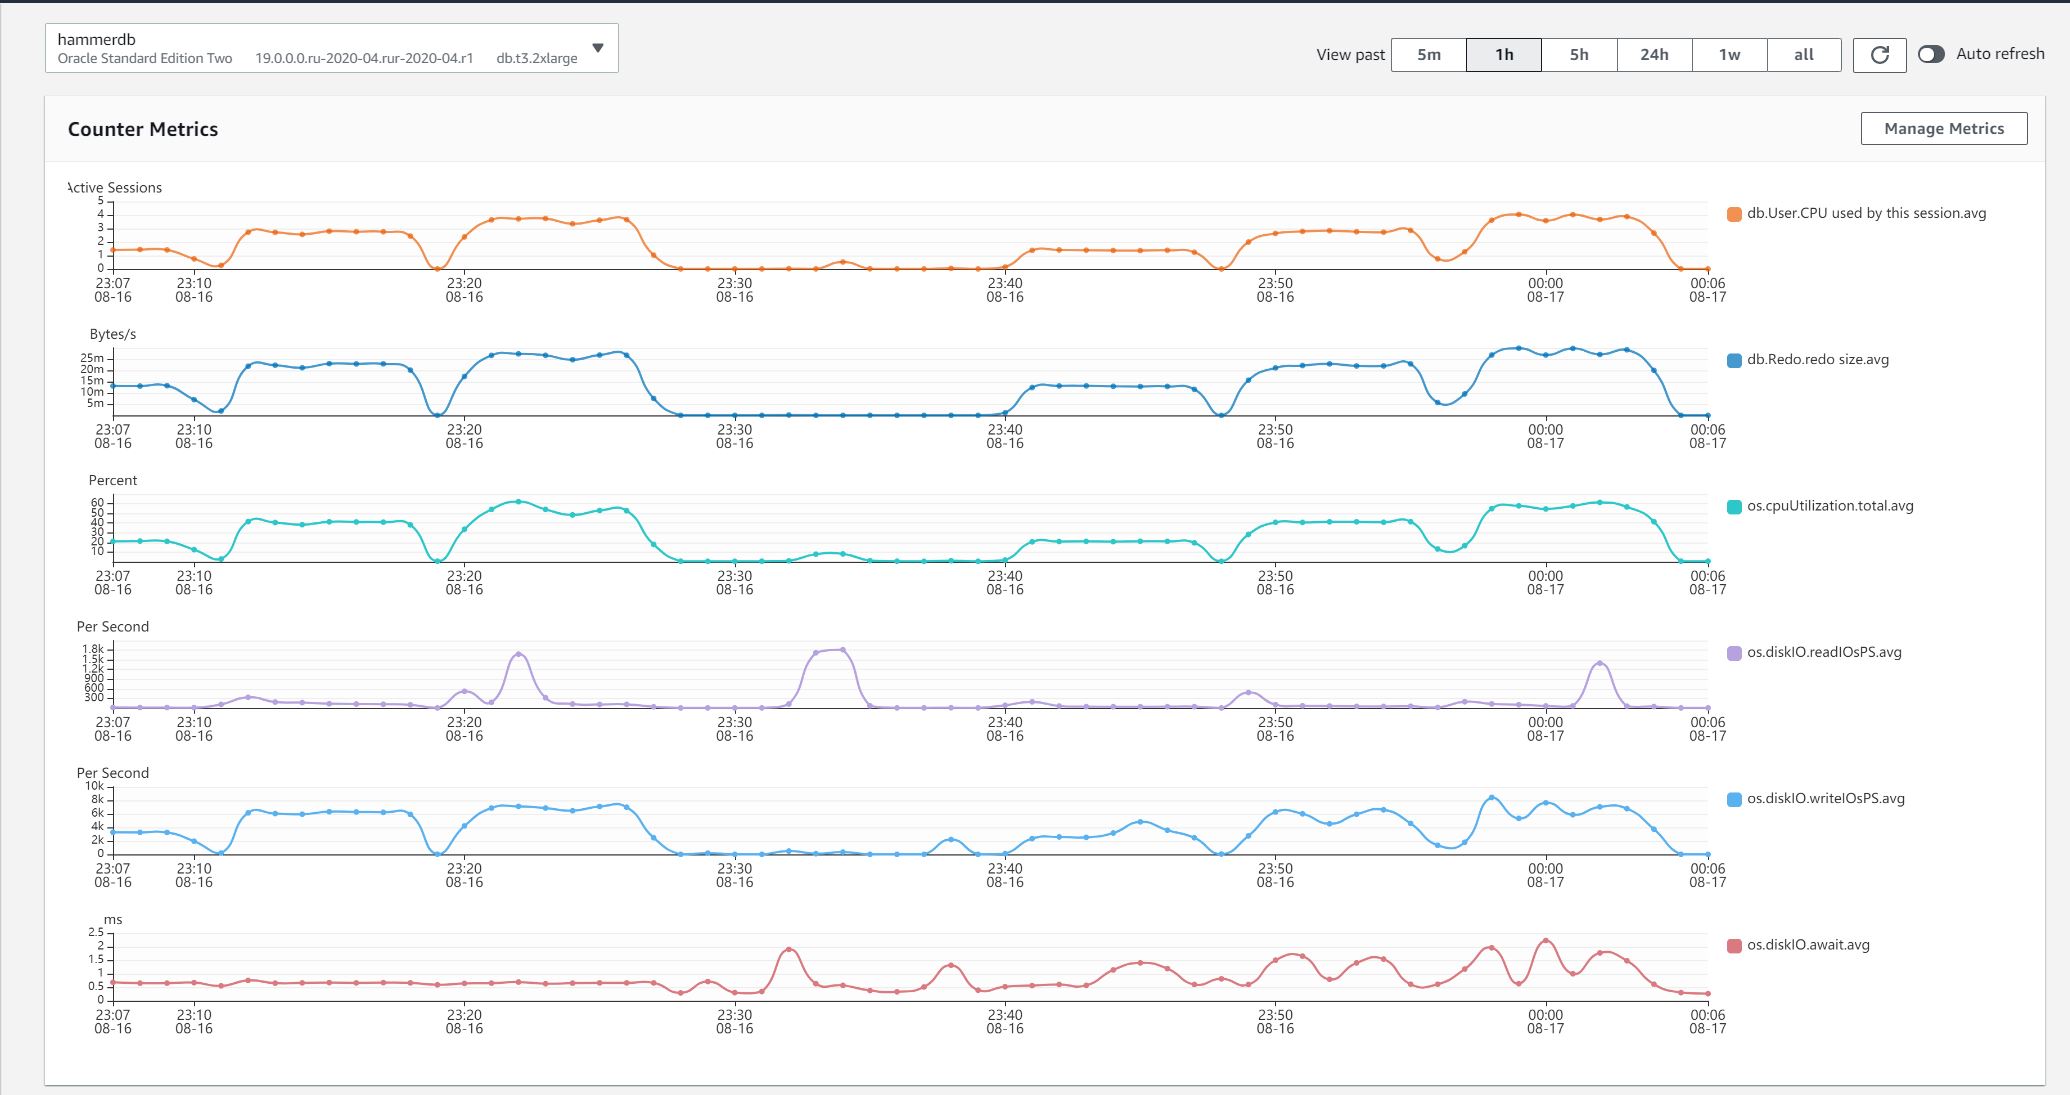 hammerdb
Oracle Standard Edition Two 19.0.0.0.ru-2020-04.rur-2020-04.r1 db.t3.2xlarge
View past 5m 1h 5h 24h 1w all Auto refresh
Counter Metrics
Manage Metrics
Active Sessions
5
4
3
2
1
0
23:07 23:10 23:20 23:30 23:40 23:50 00:00 00:06
08-16 08-16 08-16 08-16 08-16 08-16 08-17 08-17
db.User.CPU used by this session.avg
Bytes/s
25m
20m
15m
10m
5m
23:07 23:10 23:20 23:30 23:40 23:50 00:00 00:06
08-16 08-16 08-16 08-16 08-16 08-16 08-17 08-17
db.Redo.redo size.avg
Percent
60
50
40
30
20
10
23:07 23:10 23:20 23:30 23:40 23:50 00:00 00:06
08-16 08-16 08-16 08-16 08-16 08-16 08-17 08-17
os.cpuUtilization.total.avg
Per Second
1.8k
1.5k
1.2k
900
600
300
23:07 23:10 23:20 23:30 23:40 23:50 00:00 00:06
08-16 08-16 08-16 08-16 08-16 08-16 08-17 08-17
os.diskIO.readIOsPS.avg
Per Second
10k
8k
6k
4k
2k
0
23:07 23:10 23:20 23:30 23:40 23:50 00:00 00:06
08-16 08-16 08-16 08-16 08-16 08-16 08-17 08-17
os.diskIO.writeIOsPS.avg
ms
2.5
2
1.5
1
0.5
0
23:07 23:10 23:20 23:30 23:40 23:50 00:00 00:06
08-16 08-16 08-16 08-16 08-16 08-16 08-17 08-17
os.diskIO.await.avg